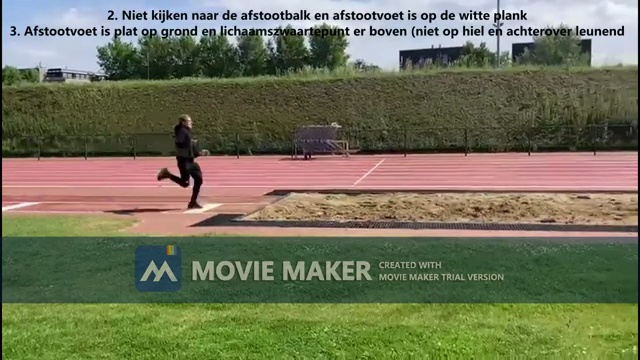 2. Niet kijken naar de afstootbalk en afstootvoet is op de witte plank
3. Afstootvoet is plat op grond en lichaamszwaartepunt er boven (niet op hiel en achterover leunend
MOVIE MAKER
CREATED WITH
MOVIE MAKER TRIAL VERSION